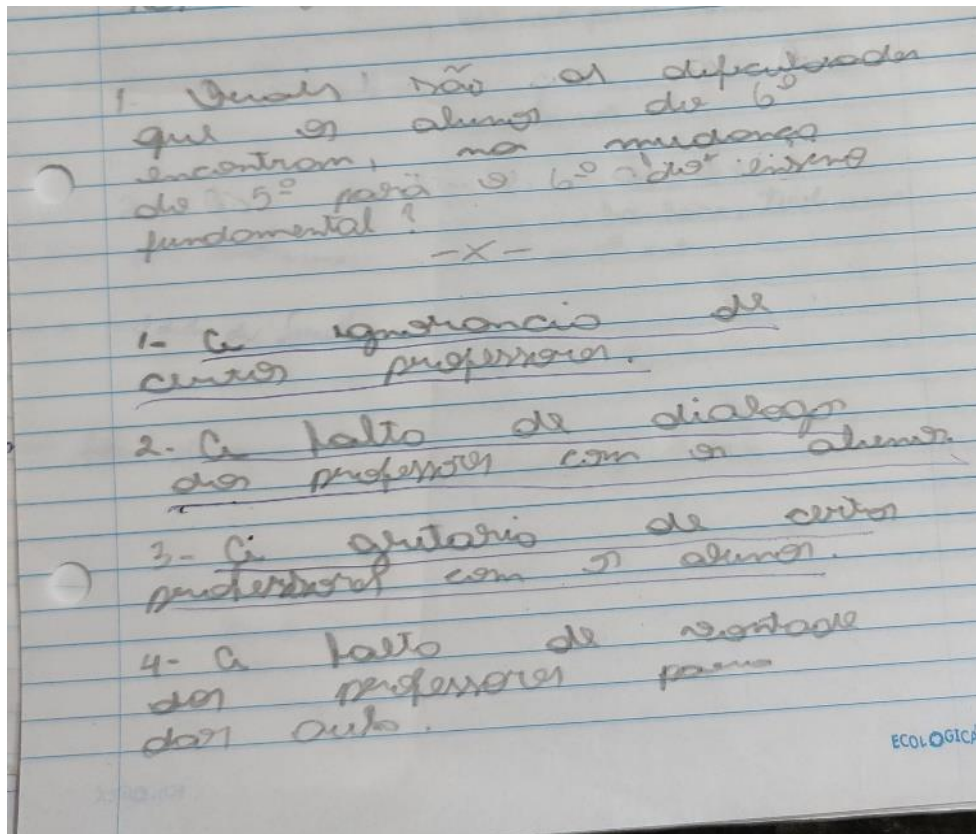 1 Quais são as dificuldades
que os alunos do 6º
encontram, na mudança
do 5º para o 6º do ensino
fundamental?
-x-
1- A ignorancia de
certos professores.
2- A falta de dialogo
dos professores com os alunos.
3- A gritaria de certos
professores com os alunos.
4- A falta de vontade
dos professores para
dar aula.
ECOLOGICA